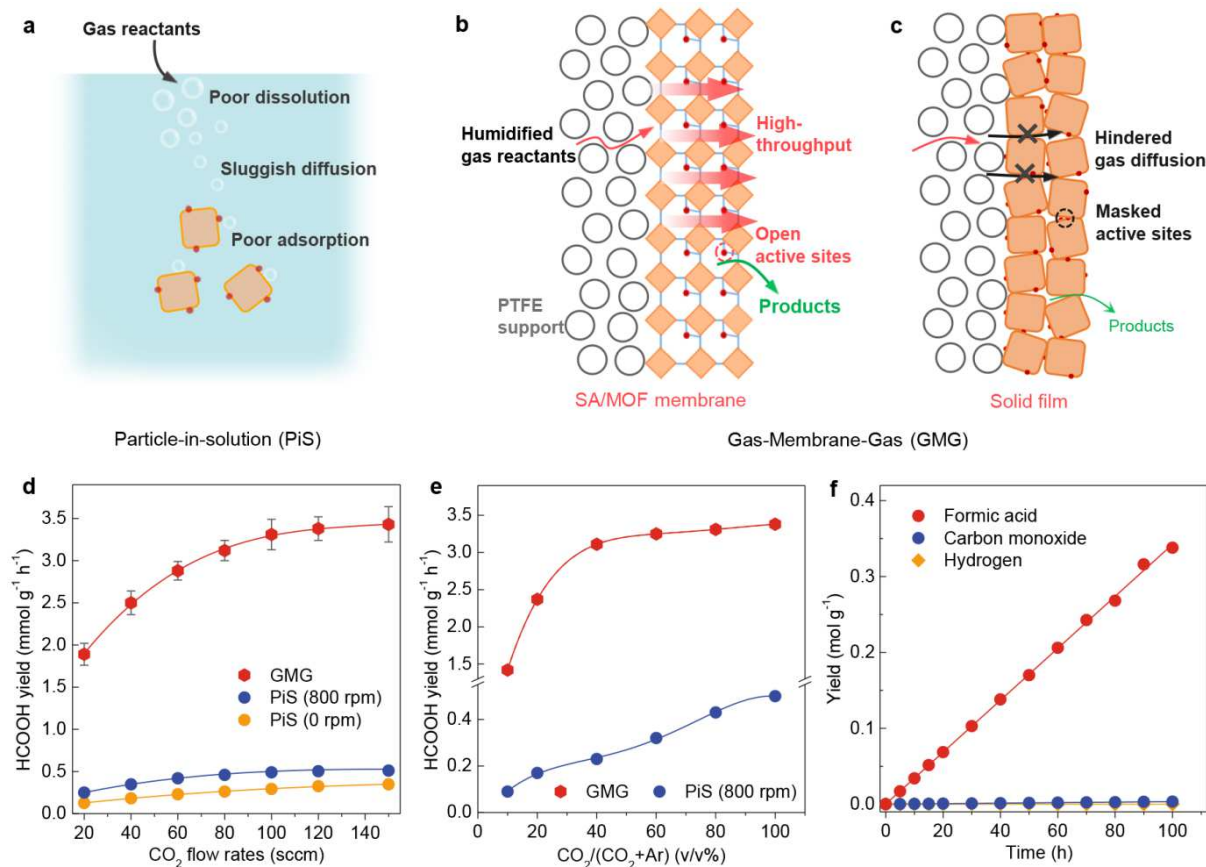 a
Gas reactants
Poor dissolution
Sluggish diffusion
Poor adsorption
b
Humidified
gas reactants
High-
throughput
Open
active sites
PTFE
support
Products
SA/MOF membrane
c
Hindered
gas diffusion
Masked
active sites
Products
Solid film
Particle-in-solution (PiS)
Gas-Membrane-Gas (GMG)
d
HCOOH yield (mmol g⁻¹ h⁻¹)
3.5
3.0
2.5
2.0
1.5
1.0
0.5
0.0
GMG
PiS (800 rpm)
PiS (0 rpm)
20 40 60 80 100 120 140
CO₂ flow rates (sccm)
e
HCOOH yield (mmol g⁻¹ h⁻¹)
3.5
3.0
2.5
2.0
1.5
0.4
0.2
0.0
GMG
PiS (800 rpm)
0 20 40 60 80 100
CO₂/(CO₂+Ar) (v/v%)
f
Yield (mol g⁻¹)
0.4
0.3
0.2
0.1
0.0
Formic acid
Carbon monoxide
Hydrogen
0 20 40 60 80 100
Time (h)